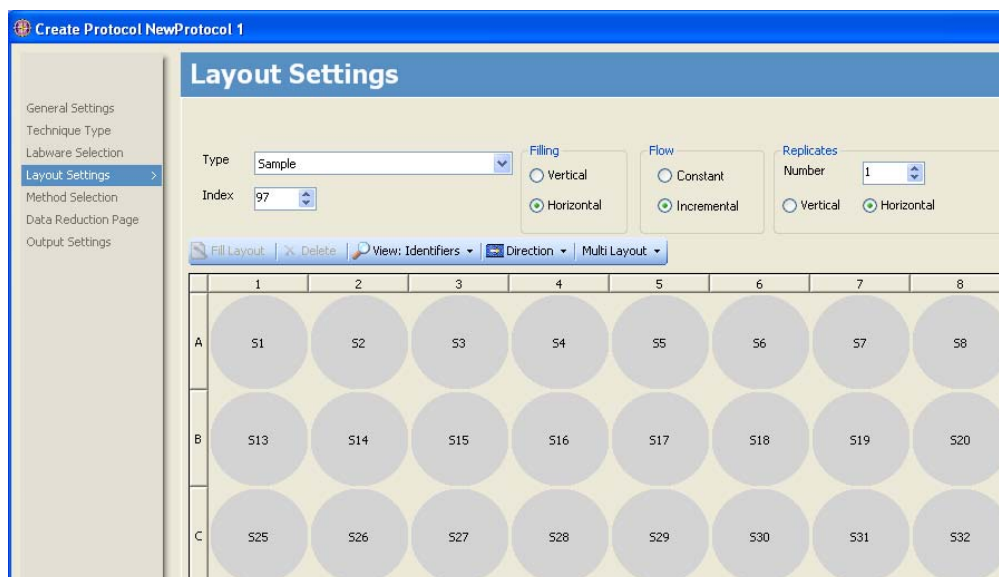 Create Protocol NewProtocol 1
Layout Settings
General Settings
Technique Type
Labware Selection
Layout Settings >
Method Selection
Data Reduction Page
Output Settings
Type Sample
Index 97
Filling
Vertical
Horizontal
Flow
Constant
Incremental
Replicates
Number 1
Vertical Horizontal
Fill Layout Delete View: Identifiers Direction Multi Layout
1 2 3 4 5 6 7 8
A S1 S2 S3 S4 S5 S6 S7 S8
B S13 S14 S15 S16 S17 S18 S19 S20
C S25 S26 S27 S28 S29 S30 S31 S32